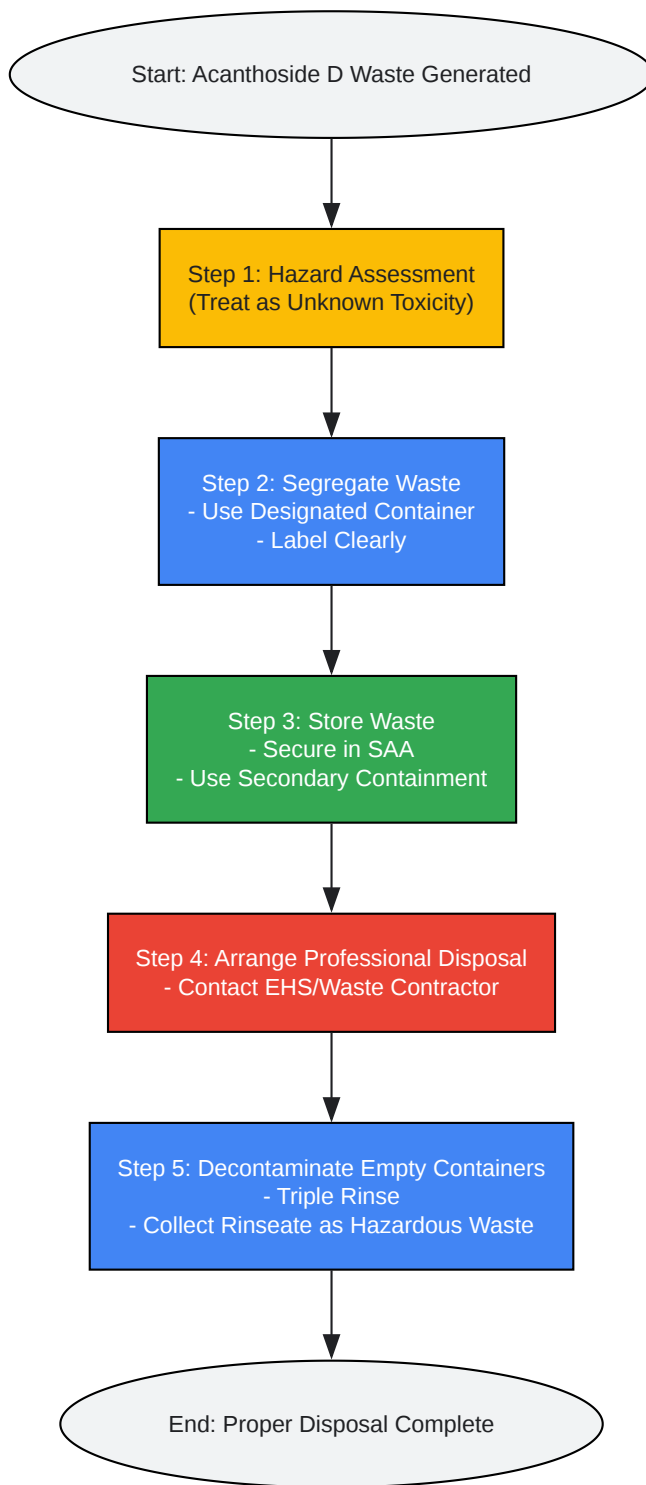 Start: Acanthoside D Waste Generated
Step 1: Hazard Assessment
(Treat as Unknown Toxicity)
Step 2: Segregate Waste
- Use Designated Container
- Label Clearly
Step 3: Store Waste
- Secure in SAA
- Use Secondary Containment
Step 4: Arrange Professional Disposal
- Contact EHS/Waste Contractor
Step 5: Decontaminate Empty Containers
- Triple Rinse
- Collect Rinseate as Hazardous Waste
End: Proper Disposal Complete